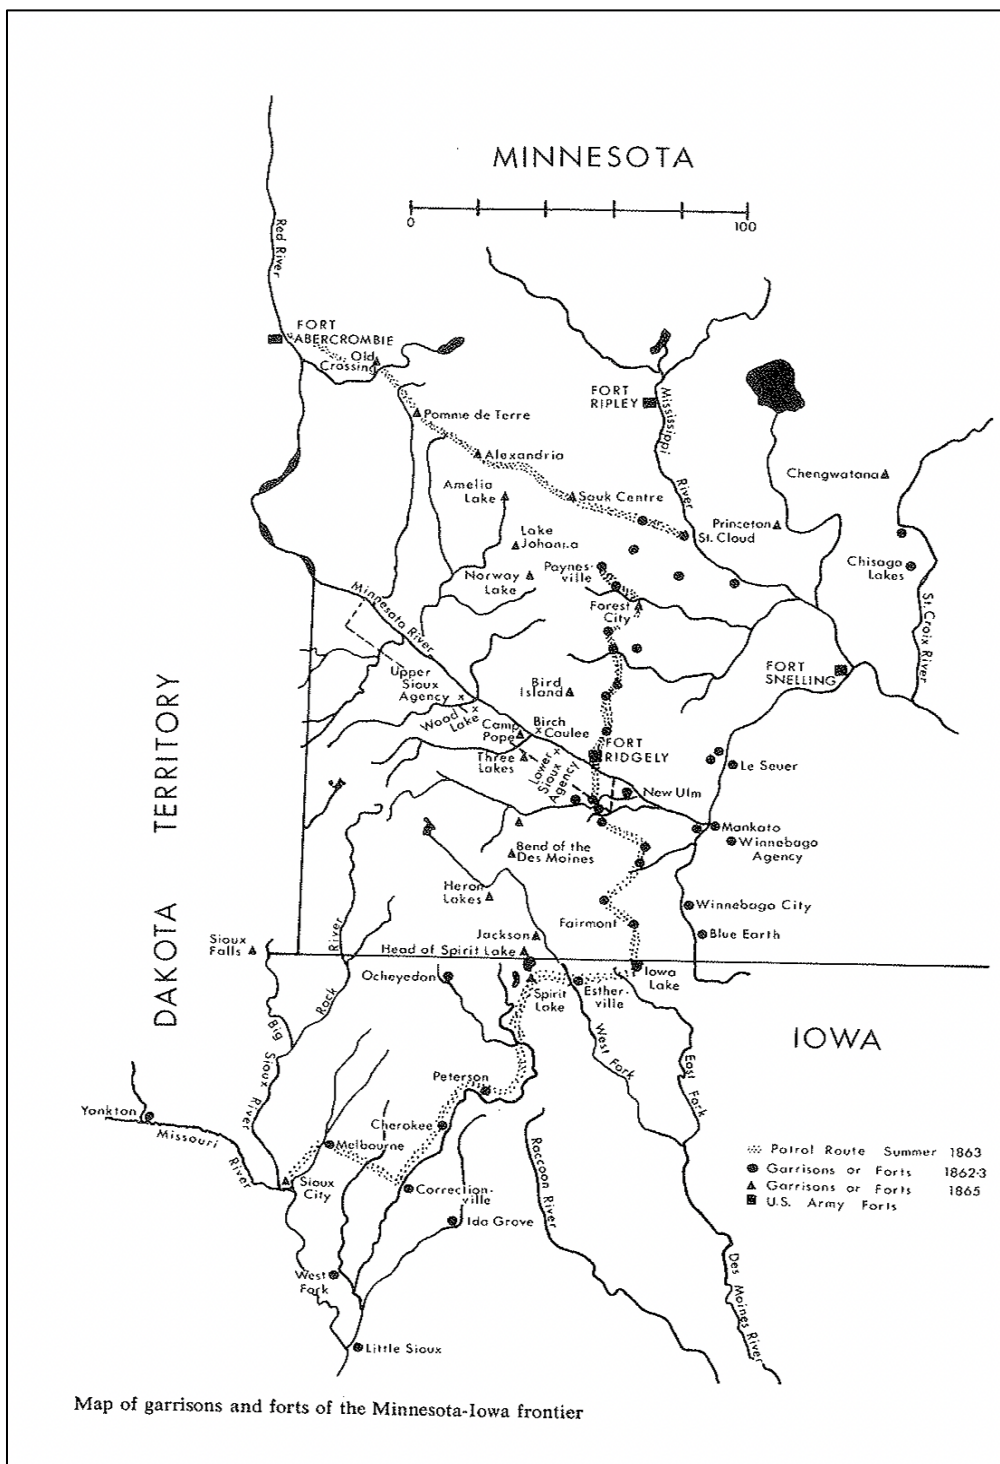 MINNESOTA
0
100
Red River
FORT
ABERCROMBIE
Old
Crossing
Pomme de Terre
Alexandria
FORT
RIPLEY
Mississippi
River
Chengwatana
Amelia
Lake
Sauk Centre
Princeton
St. Cloud
Lake
Johanna
Paynes-
ville
Norway
Lake
Chisago
Lakes
St. Croix River
Minnesota River
Forest
City
FORT
SNELLING
Upper
Sioux
Agency
Wood
Lake
Bird
Island
Camp
Pope
Birch
Coulee
Three
Lakes
Lower
Sioux
Agency
FORT
RIDGELY
Le Seuer
New Ulm
Mankato
Winnebago
Agency
Bend of the
Des Moines
Heron
Lakes
Winnebago City
Fairmont
Blue Earth
DAKOTA TERRITORY
Sioux
Falls
Jackson
Head of Spirit Lake
Ocheyedon
Spirit
Lake
Esther-
ville
Iowa
Lake
Rock
River
Big Sioux River
West Fork
East Fork
IOWA
Peterson
Cherokee
Yankton
Missouri
River
Melbourne
Sioux
City
Correction-
ville
Ida Grove
Raccoon River
West
Fork
Little Sioux
Des Moines River
Patrol Route Summer 1863
Garrisons or Forts 1862-3
Garrisons or Forts 1865
U.S. Army Forts
Map of garrisons and forts of the Minnesota-Iowa frontier